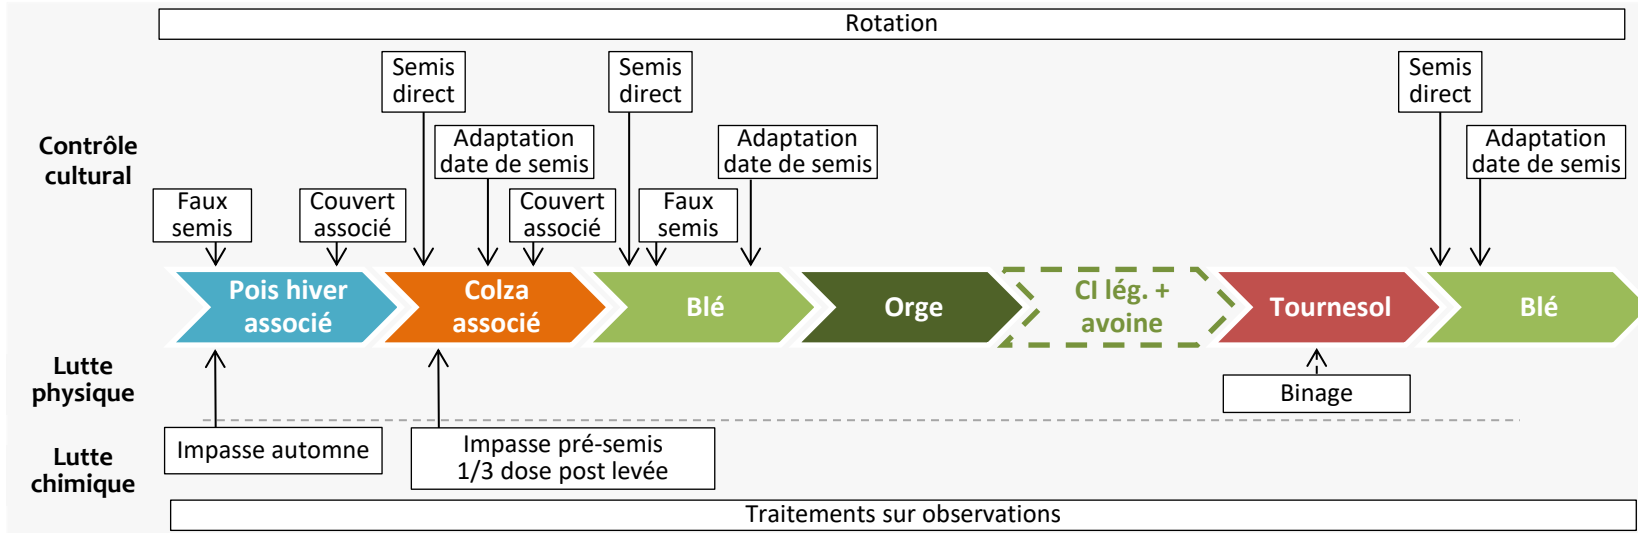 Rotation
Semis
direct
Semis
direct
Semis
direct
Contrôle
cultural
Adaptation
date de semis
Adaptation
date de semis
Adaptation
date de semis
Faux
semis
Couvert
associé
Couvert
associé
Faux
semis
Pois hiver
associé
Colza
associé
Blé
Orge
CI lég. +
avoine
Tournesol
Blé
Lutte
physique
Binage
Lutte
chimique
Impasse automne
Impasse pré-semis
1/3 dose post levée
Traitements sur observations